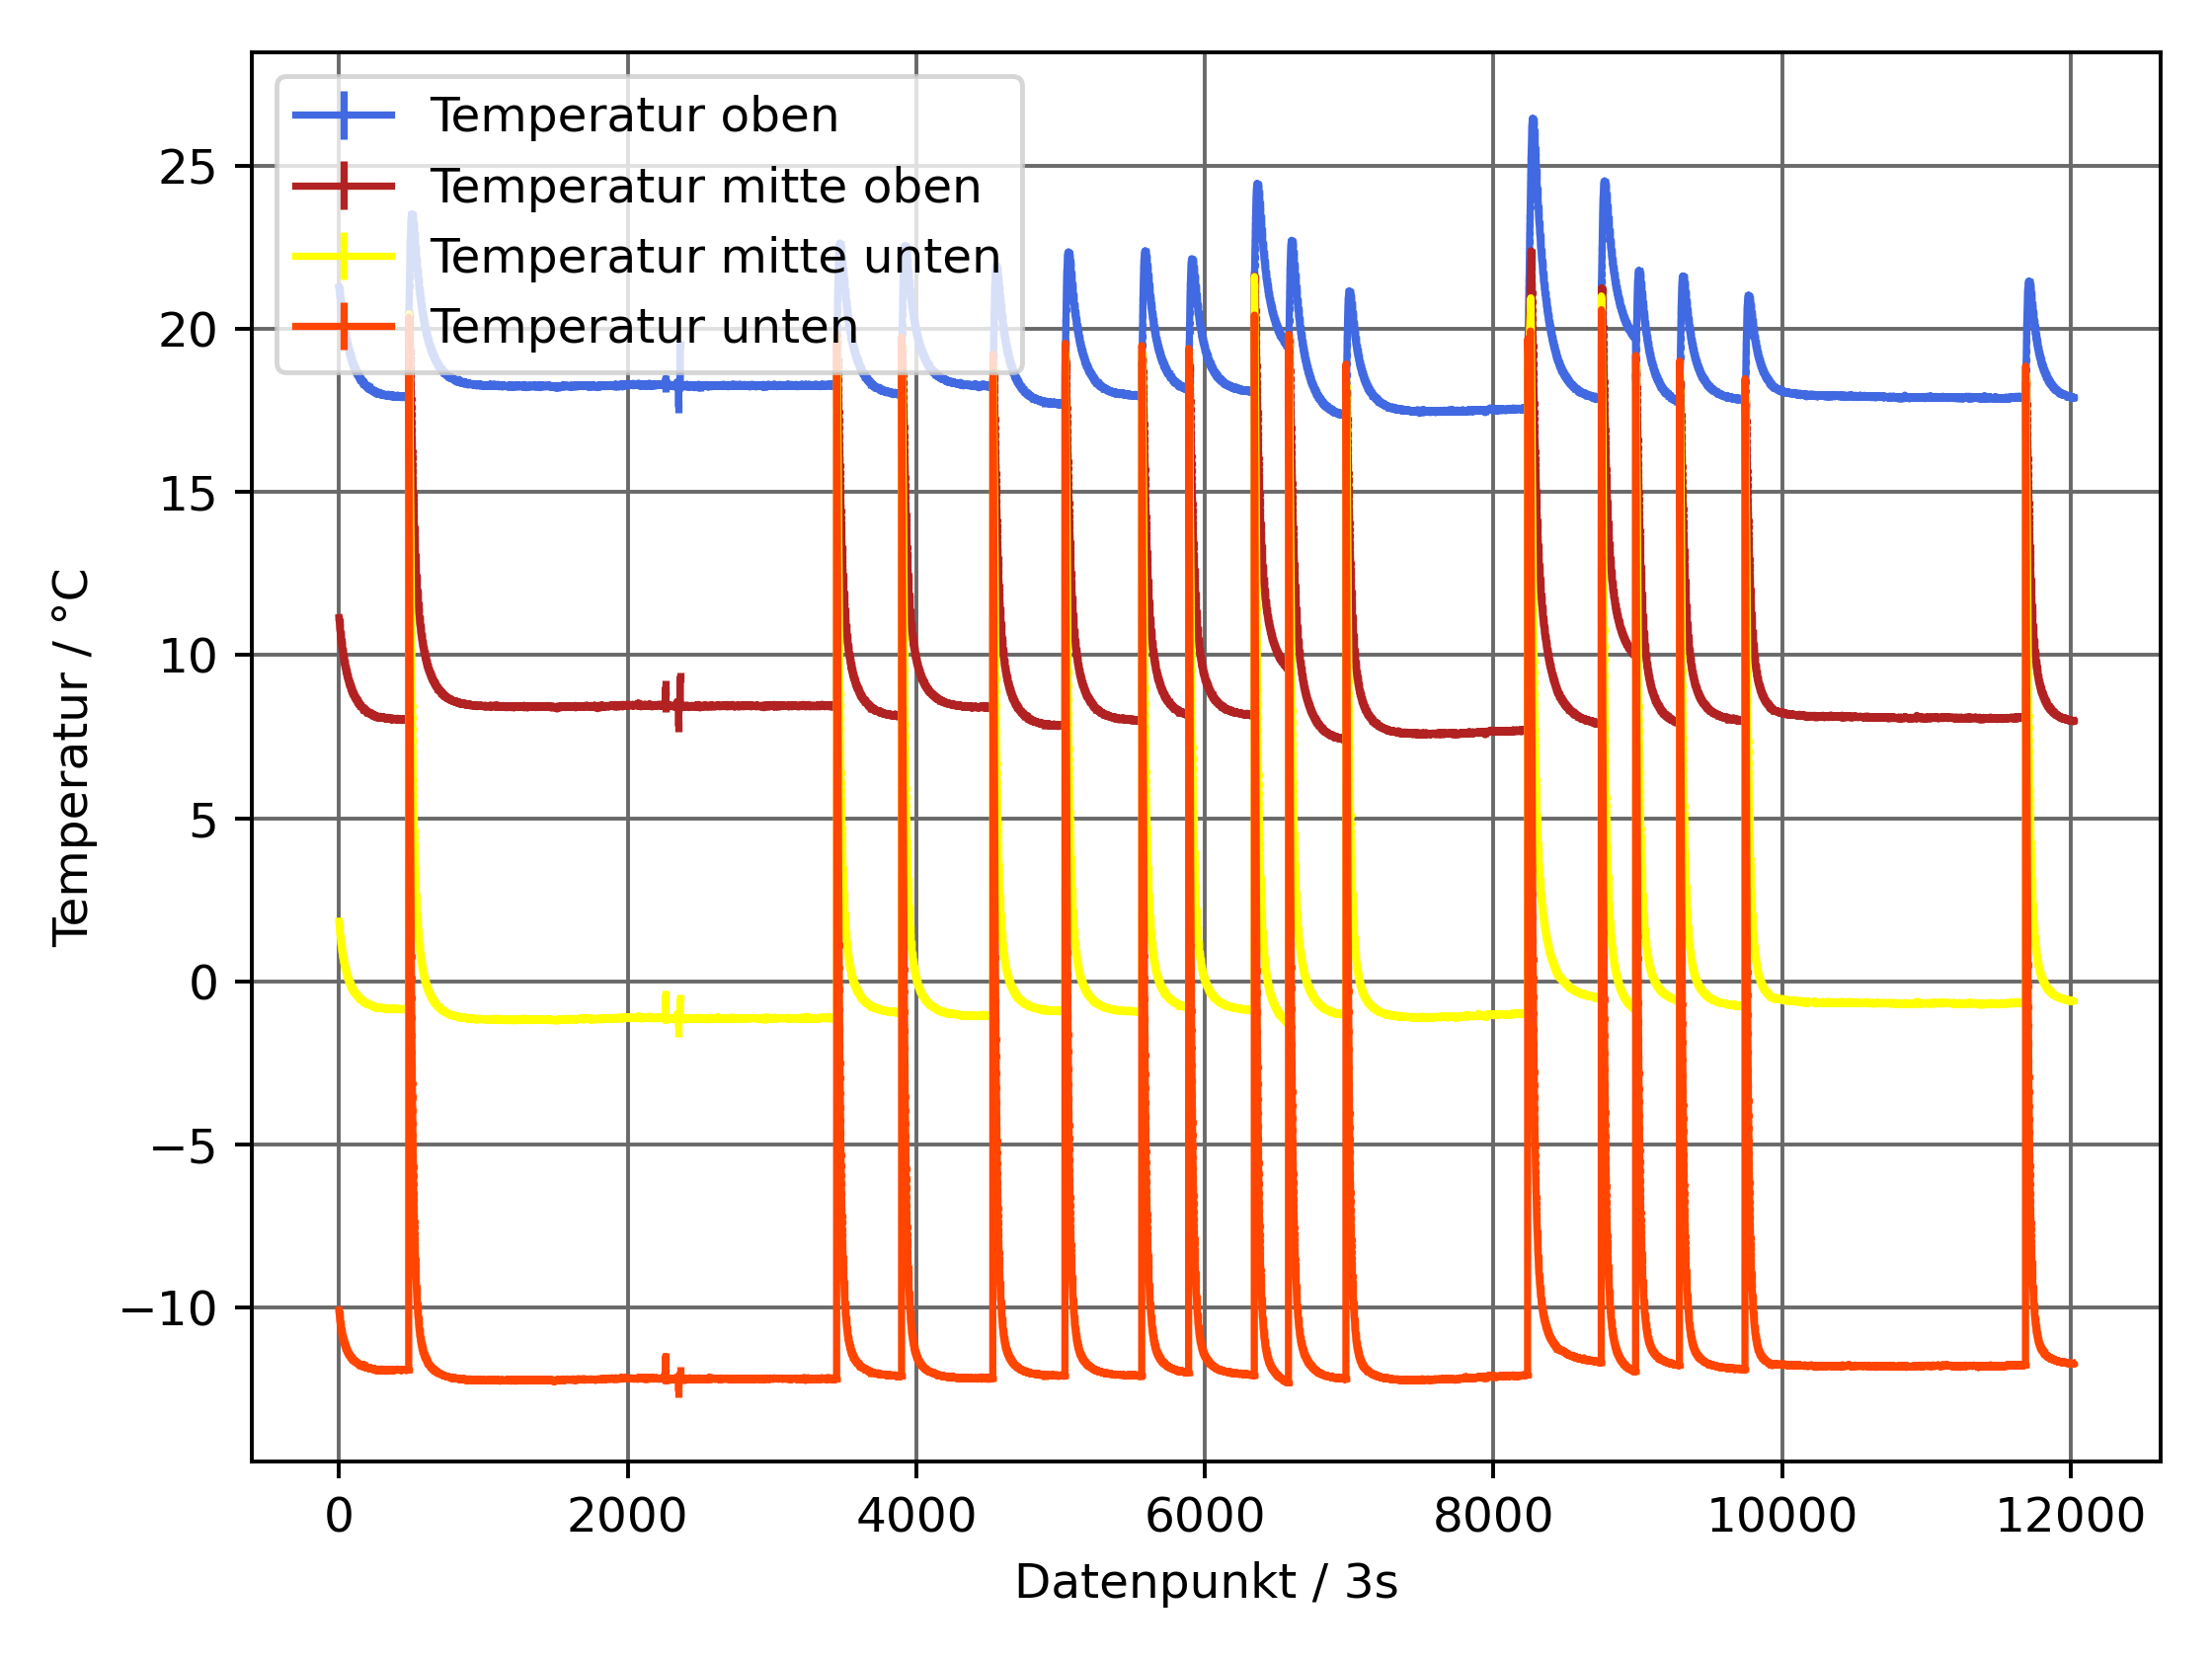 Temperatur oben
Temperatur mitte oben
Temperatur mitte unten
Temperatur unten
25
20
15
10
5
0
−5
−10
Temperatur / °C
0 2000 4000 6000 8000 10000 12000
Datenpunkt / 3s